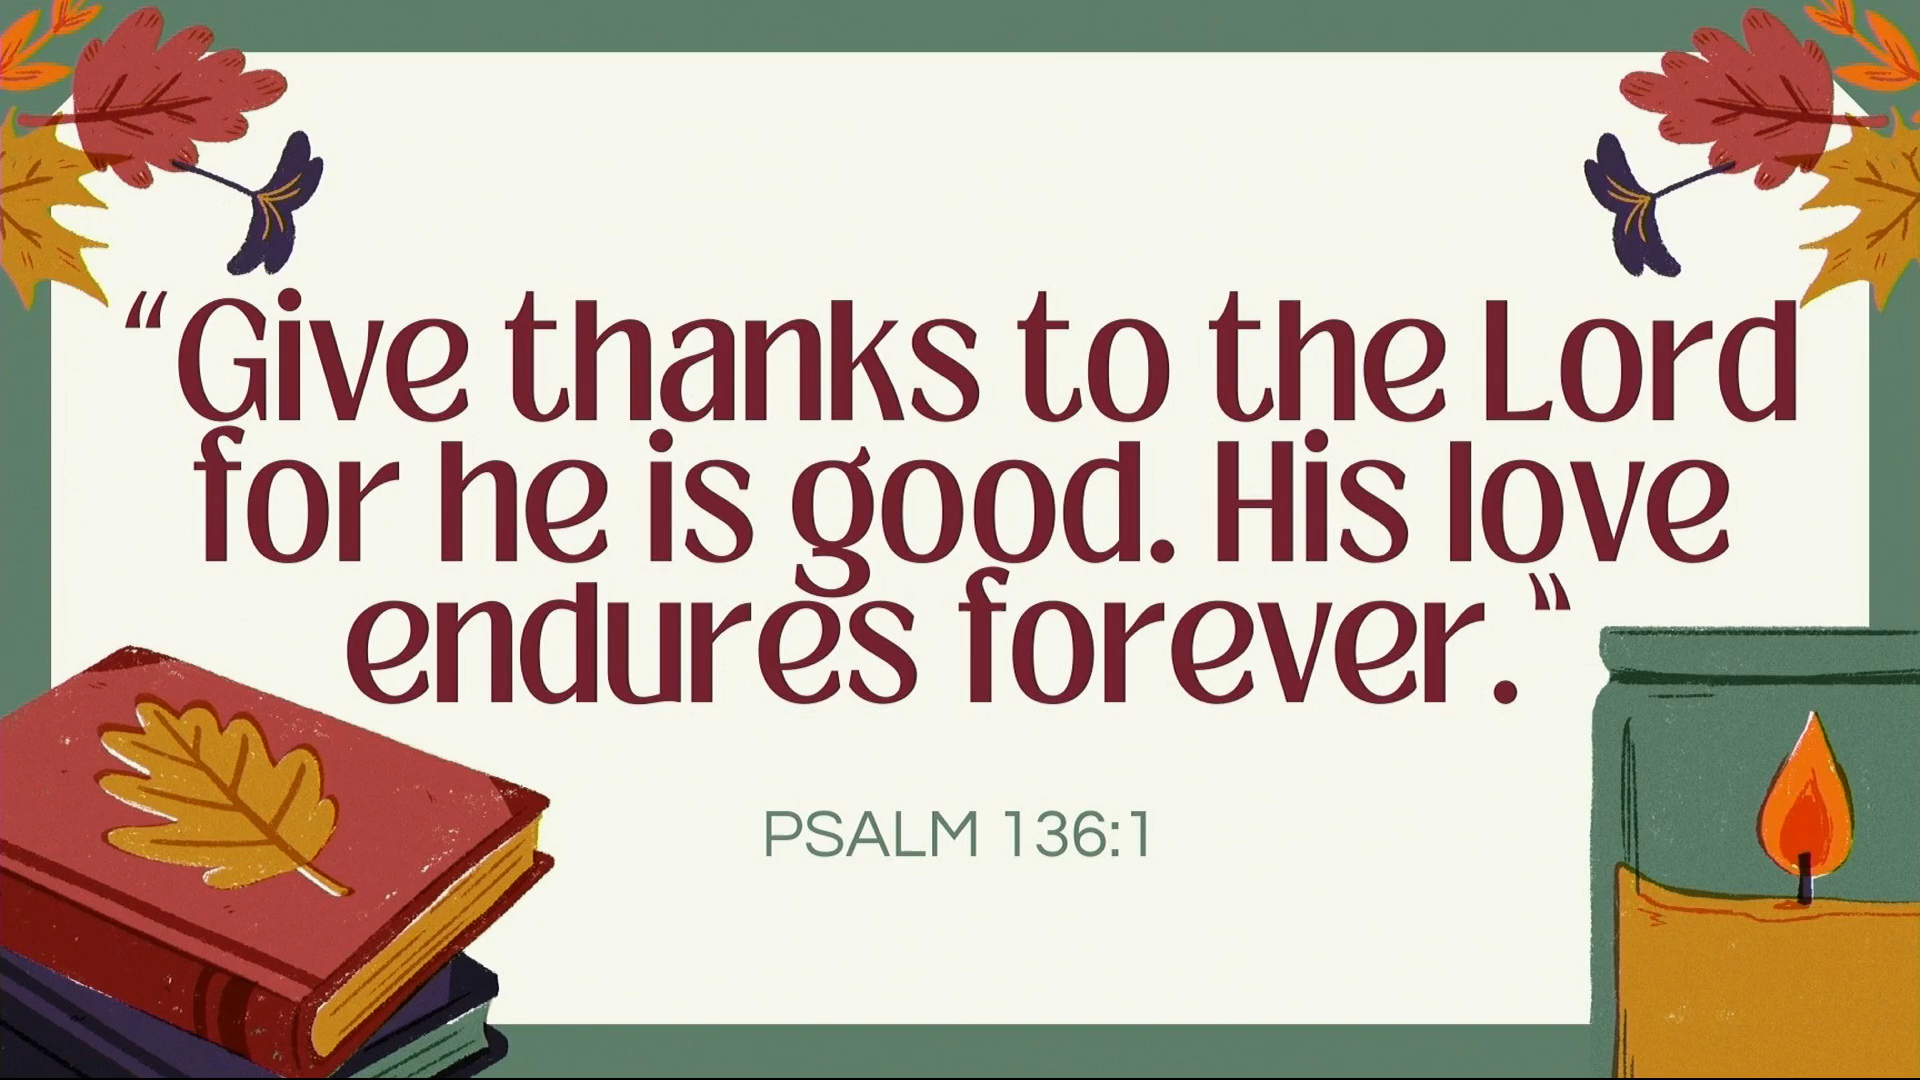 “Give thanks to the Lord
for he is good. His love
endures forever.”
PSALM 136:1